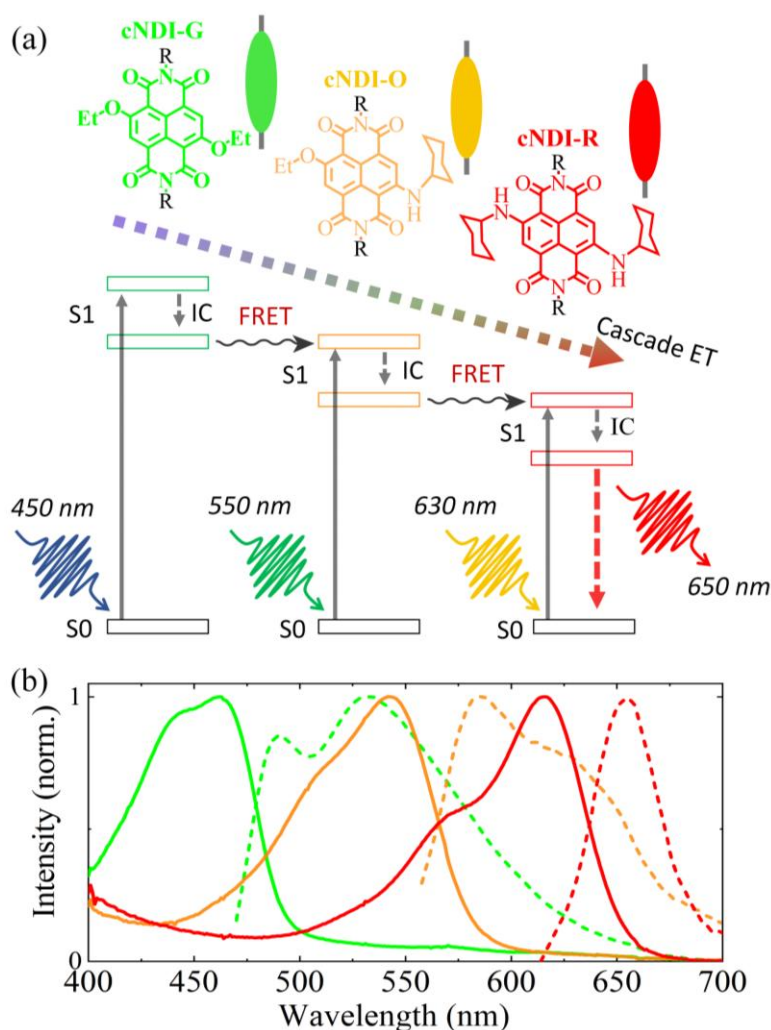 (a)
cNDI-G
R
O N O
Et-O
O-Et
O N O
R
cNDI-O
R
O N O
Et-O
N
H
O N O
R
cNDI-R
R
O N O
H
N
N
H
O N O
R
Cascade ET
S1
IC
FRET
S1
IC
FRET
S1
IC
450 nm
550 nm
630 nm
650 nm
S0
S0
S0
(b)
Intensity (norm.)
1
0
400 450 500 550 600 650 700
Wavelength (nm)